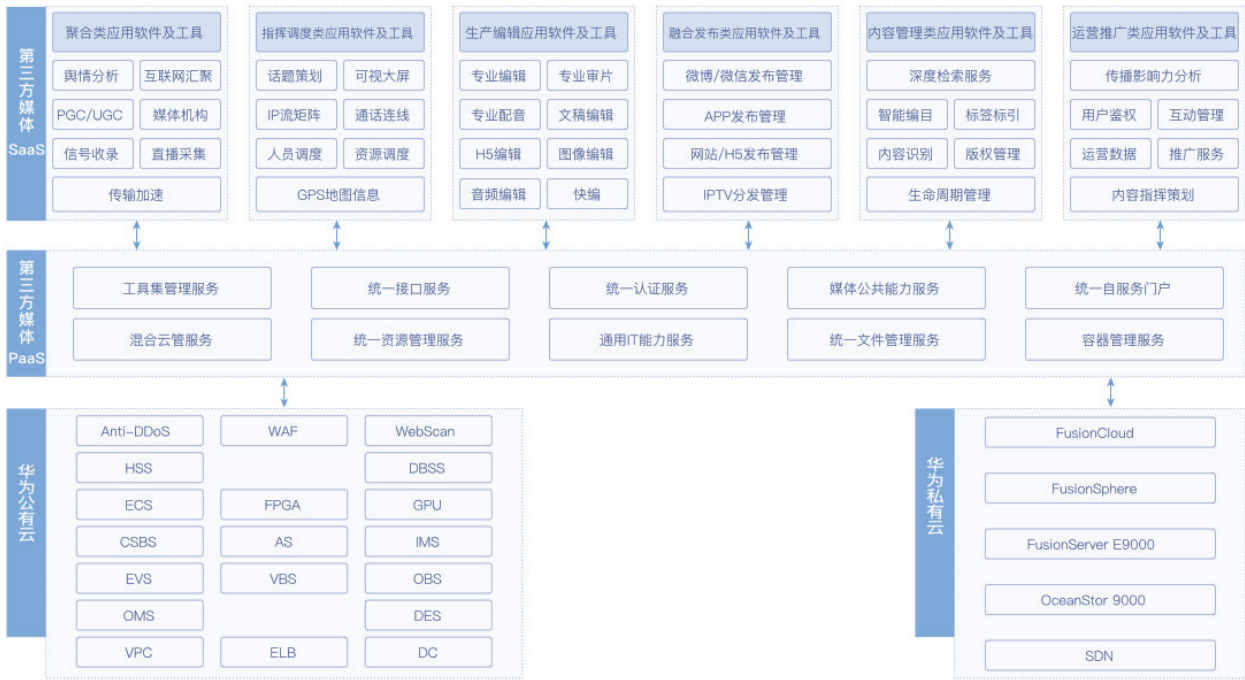 第三方媒体
SaaS
聚合类应用软件及工具
舆情分析
互联网汇聚
PGC/UGC
媒体机构
信号收录
直播采集
传输加速
指挥调度类应用软件及工具
话题策划
可视大屏
IP流矩阵
通话连线
人员调度
资源调度
GPS地图信息
生产编辑应用软件及工具
专业编辑
专业审片
专业配音
文稿编辑
H5编辑
图像编辑
音频编辑
快编
融合发布类应用软件及工具
微博/微信发布管理
APP发布管理
网站/H5发布管理
IPTV分发管理
内容管理类应用软件及工具
深度检索服务
智能编目
标签标引
内容识别
版权管理
生命周期管理
运营推广类应用软件及工具
传播影响力分析
用户鉴权
互动管理
运营数据
推广服务
内容指挥策划
第三方媒体
PaaS
工具集管理服务
统一接口服务
统一认证服务
媒体公共能力服务
统一自服务门户
混合云管服务
统一资源管理服务
通用IT能力服务
统一文件管理服务
容器管理服务
华为公有云
Anti-DDoS
WAF
WebScan
HSS
DBSS
ECS
FPGA
GPU
CSBS
AS
IMS
EVS
VBS
OBS
OMS
DES
VPC
ELB
DC
华为私有云
FusionCloud
FusionSphere
FusionServer E9000
OceanStor 9000
SDN